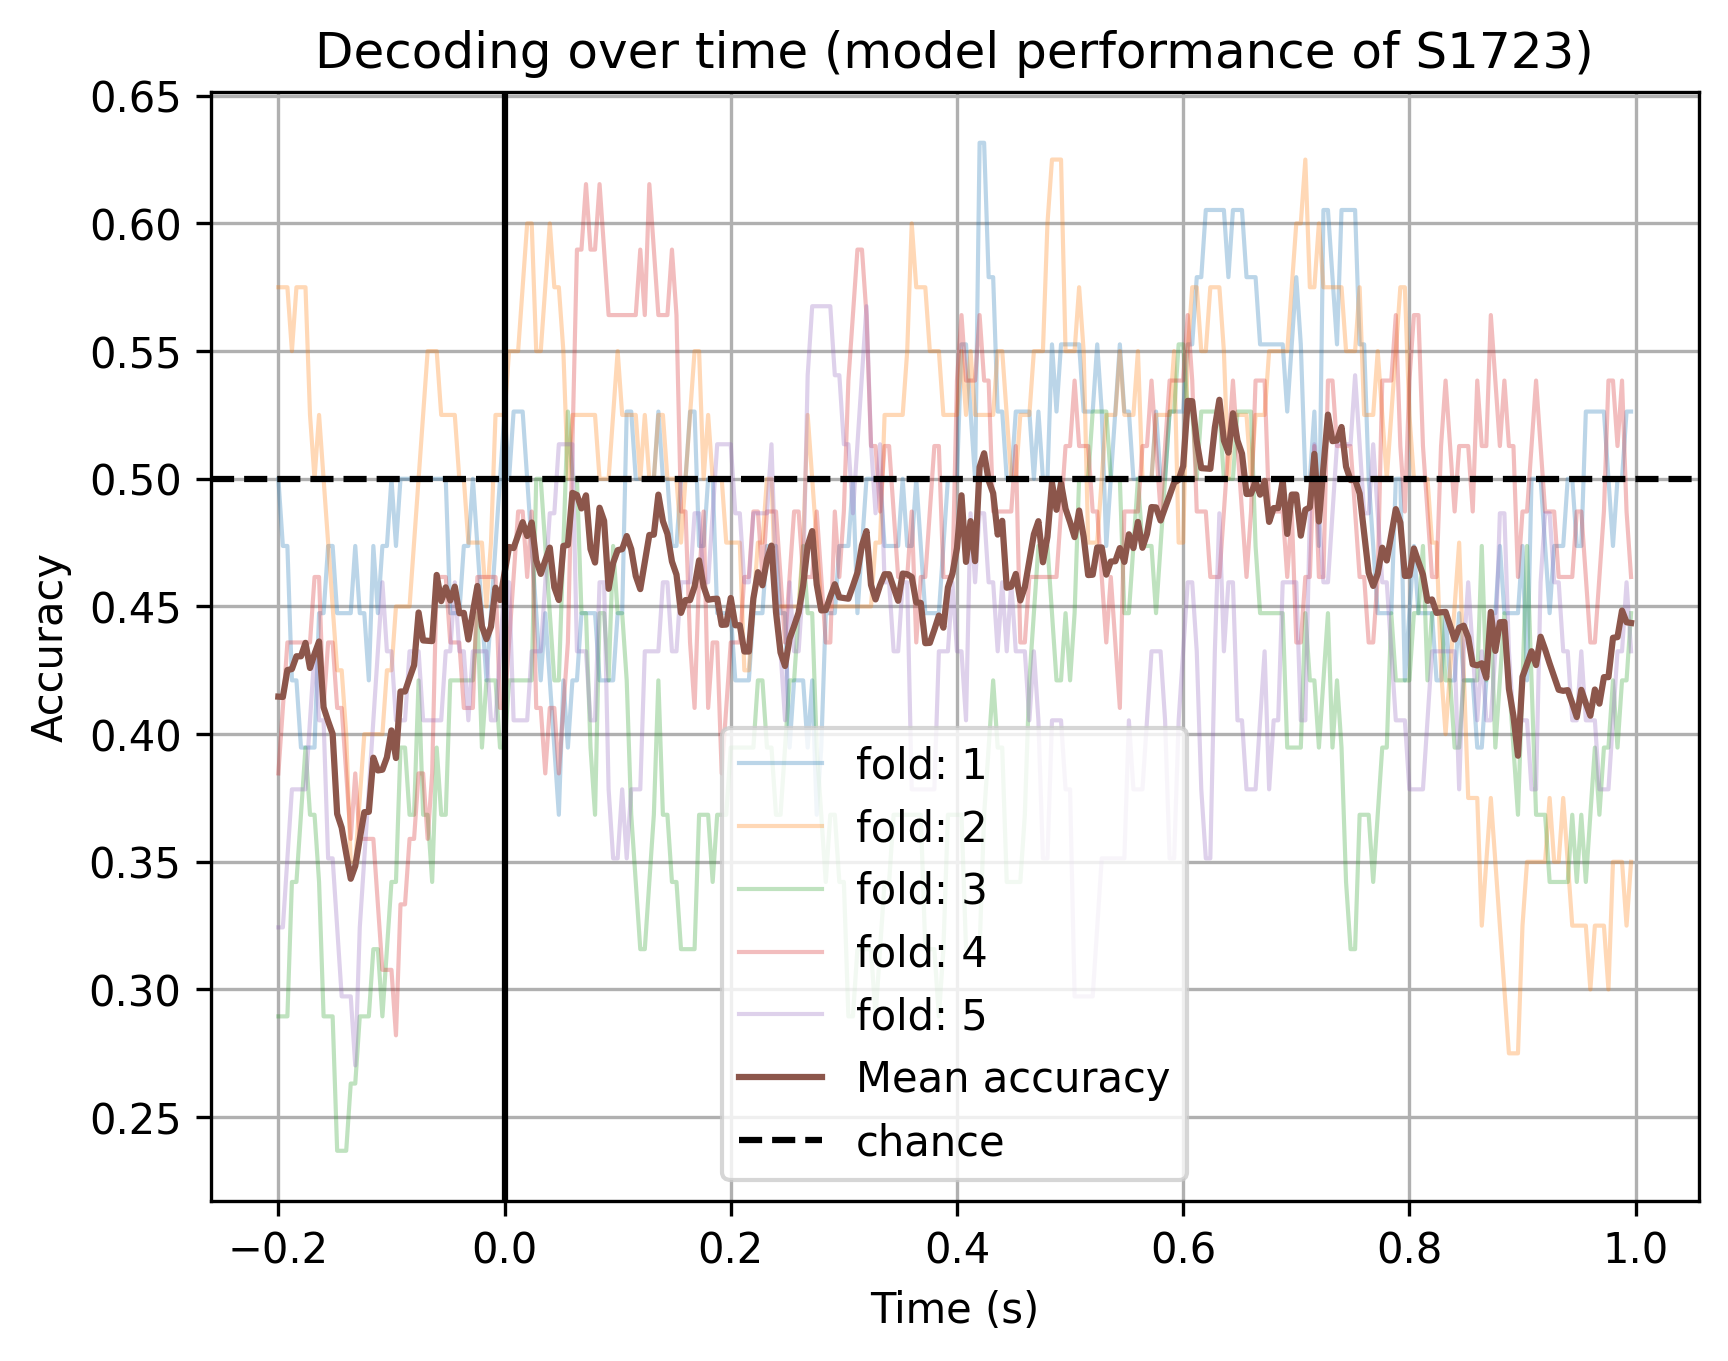 Decoding over time (model performance of S1723)
Accuracy
0.65
0.60
0.55
0.50
0.45
0.40
0.35
0.30
0.25
fold: 1
fold: 2
fold: 3
fold: 4
fold: 5
Mean accuracy
chance
−0.2 0.0 0.2 0.4 0.6 0.8 1.0
Time (s)